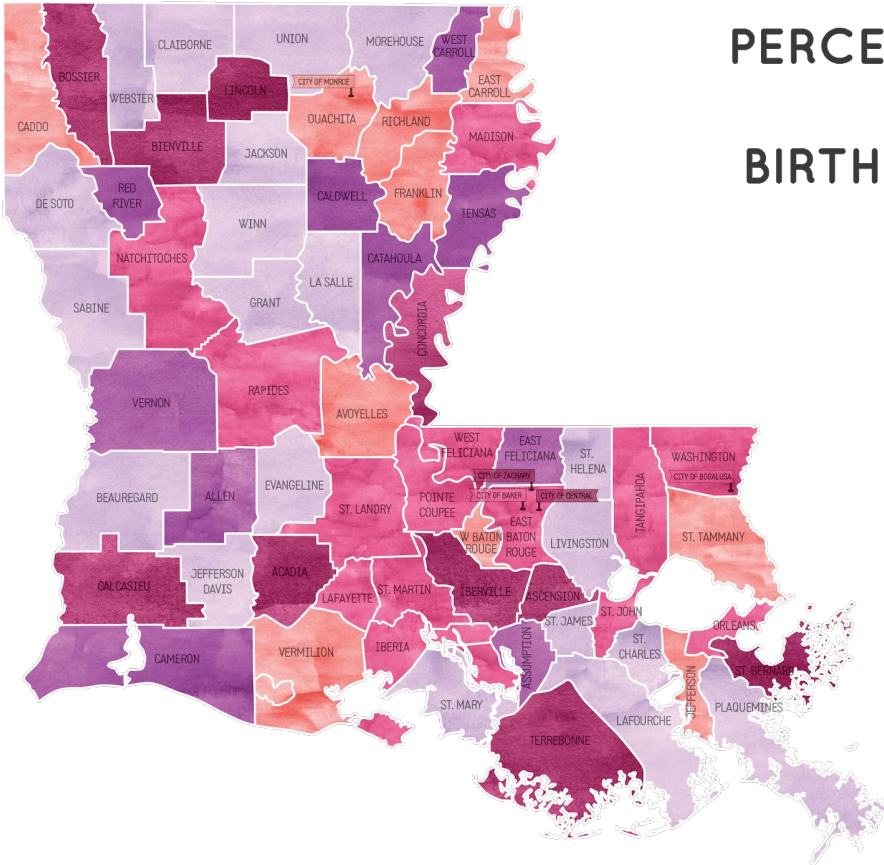 PERCE
BIRTH
CLAIBORNE
UNION
MOREHOUSE
WEST
CARROLL
BOSSIER
WEBSTER
LINCOLN
CITY OF MONROE
EAST
CARROLL
CADDO
OUACHITA
RICHLAND
MADISON
BIENVILLE
JACKSON
DE SOTO
RED
RIVER
CALDWELL
FRANKLIN
TENSAS
WINN
NATCHITOCHES
CATAHOULA
LA SALLE
SABINE
GRANT
CONCORDIA
VERNON
RAPIDES
AVOYELLES
WEST
FELICIANA
EAST
FELICIANA
ST.
HELENA
TANGIPAHOA
WASHINGTON
CITY OF BOGALUSA
CITY OF ZACHARY
CITY OF BAKER
CITY OF CENTRAL
BEAUREGARD
ALLEN
EVANGELINE
ST. LANDRY
POINTE
COUPEE
W BATON
ROUGE
EAST
BATON
ROUGE
LIVINGSTON
ST. TAMMANY
CALCASIEU
JEFFERSON
DAVIS
ACADIA
LAFAYETTE
ST. MARTIN
IBERVILLE
ASCENSION
ST. JAMES
ST. JOHN
ORLEANS
CAMERON
VERMILION
IBERIA
ASSUMPTION
ST.
CHARLES
JEFFERSON
ST. BERNARD
ST. MARY
TERREBONNE
LAFOURCHE
PLAQUEMINES